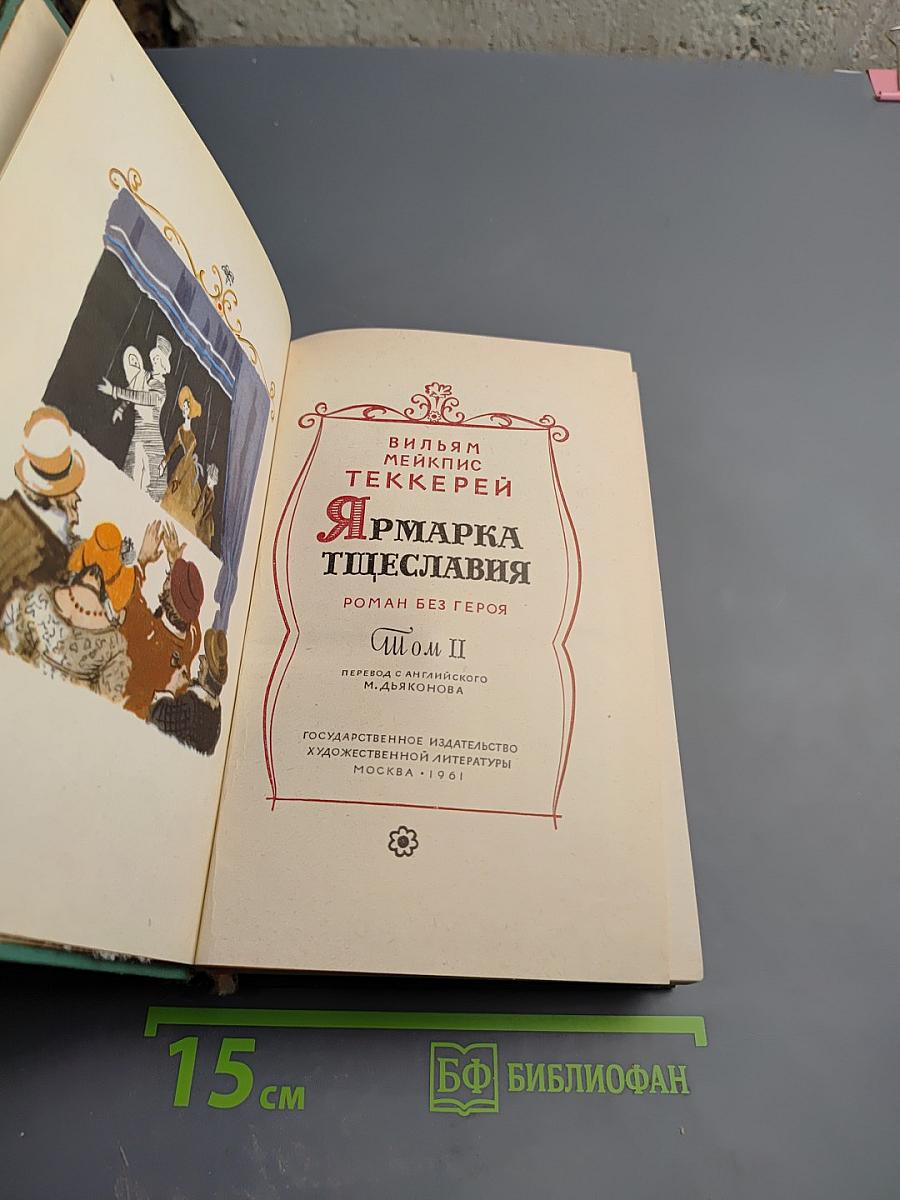 ВИЛЬЯМ
МЕЙКПИС
ТЕККЕРЕЙ
ЯРМАРКА
ТЩЕСЛАВИЯ
РОМАН БЕЗ ГЕРОЯ
Том II
ПЕРЕВОД С АНГЛИЙСКОГО
М. ДЬЯКОНОВА
ГОСУДАРСТВЕННОЕ ИЗДАТЕЛЬСТВО
ХУДОЖЕСТВЕННОЙ ЛИТЕРАТУРЫ
МОСКВА • 1961
15 СМ
БФ БИБЛИОФАН